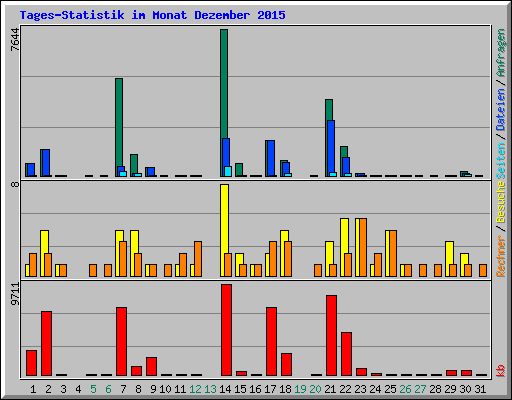 Tages-Statistik im Monat Dezember 2015
7644
8
9711
Rechner / Besuche Seiten / Dateien / Anfragen
kb
1 2 3 4 5 6 7 8 9 10 11 12 13 14 15 16 17 18 19 20 21 22 23 24 25 26 27 28 29 30 31